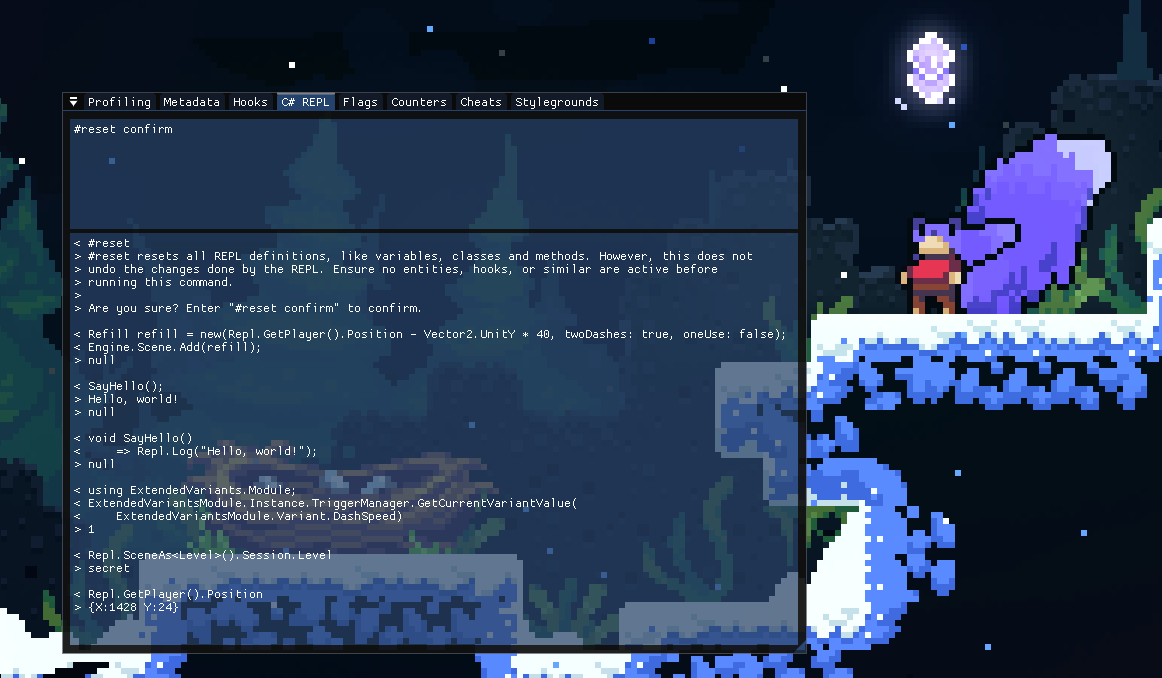 Profiling Metadata Hooks C# REPL Flags Counters Cheats Stylegrounds
#reset confirm
< #reset
> #reset resets all REPL definitions, like variables, classes and methods. However, this does not
> undo the changes done by the REPL. Ensure no entities, hooks, or similar are active before
> running this command.
>
> Are you sure? Enter "#reset confirm" to confirm.
< Refill refill = new(Repl.GetPlayer().Position - Vector2.UnitY * 40, twoDashes: true, oneUse: false);
< Engine.Scene.Add(refill);
> null
< SayHello();
> Hello, world!
> null
< void SayHello()
<     => Repl.Log("Hello, world!");
> null
< using ExtendedVariants.Module;
< ExtendedVariantsModule.Instance.TriggerManager.GetCurrentVariantValue(
<     ExtendedVariantsModule.Variant.DashSpeed)
> 1
< Repl.SceneAs<Level>().Session.Level
> secret
< Repl.GetPlayer().Position
> {X:1428 Y:24}